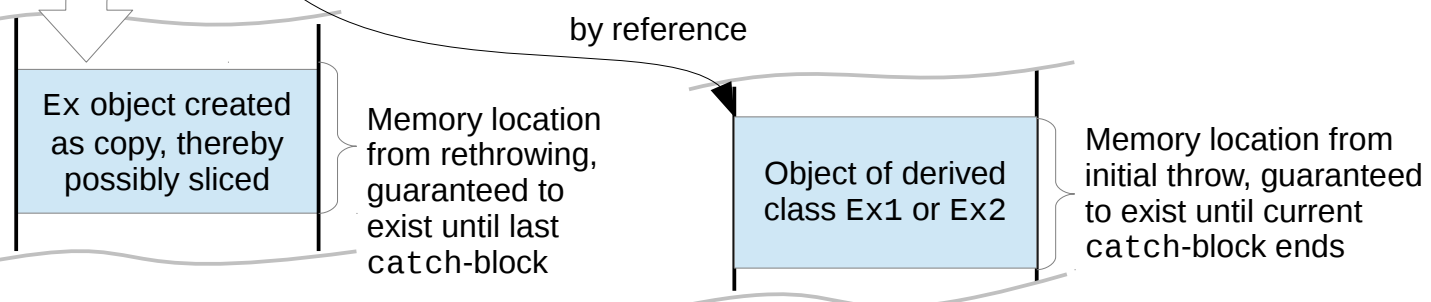 by reference
Ex object created
as copy, thereby
possibly sliced
Memory location
from rethrowing,
guaranteed to
exist until last
catch-block
Object of derived
class Ex1 or Ex2
Memory location from
initial throw, guaranteed
to exist until current
catch-block ends